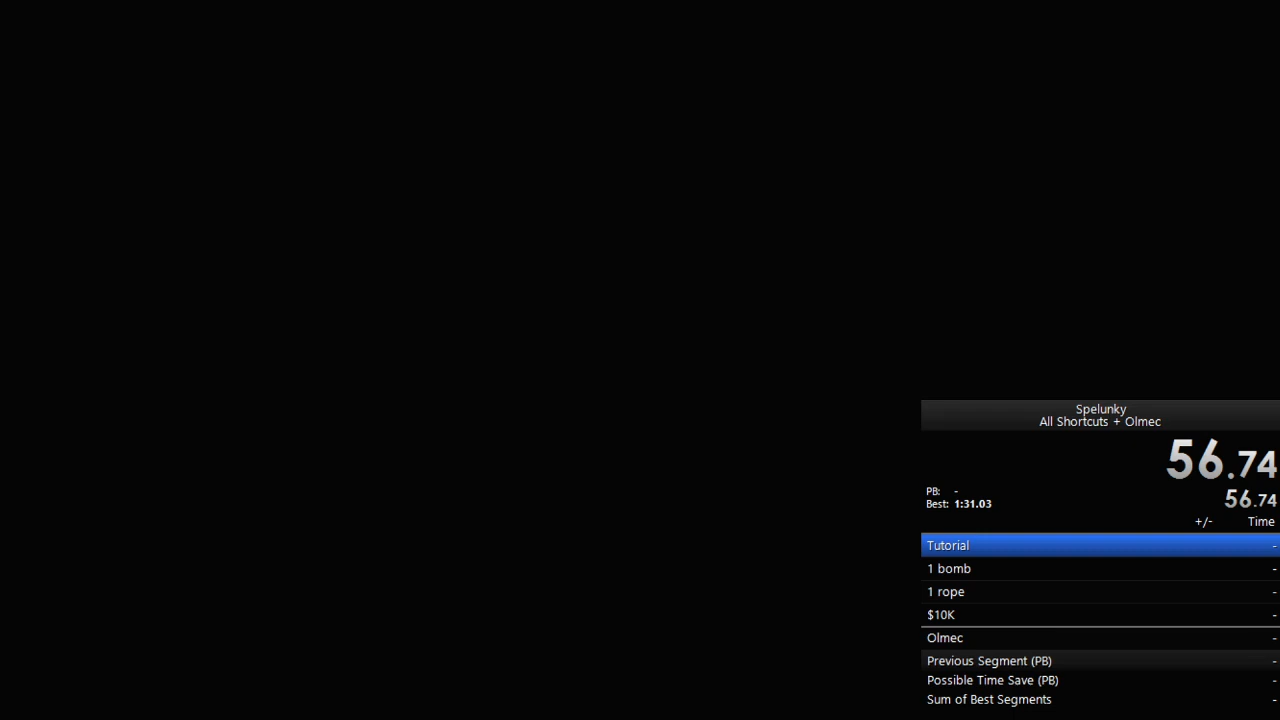 Spelunky
All Shortcuts + Olmec
56.74
PB: -
56.74
Best: 1:31.03
+/- Time
Tutorial -
1 bomb -
1 rope -
$10K -
Olmec -
Previous Segment (PB) -
Possible Time Save (PB) -
Sum of Best Segments -